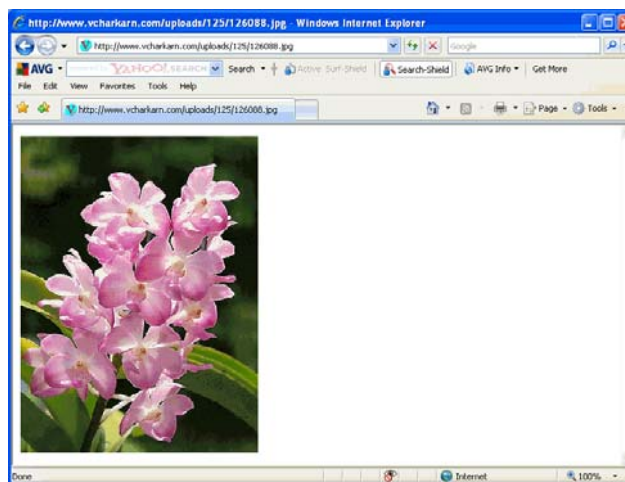 http://www.vcharkarn.com/uploads/125/126088.jpg - Windows Internet Explorer
http://www.vcharkarn.com/uploads/125/126088.jpg Google
AVG YAHOO! SEARCH Search Active Surf-Shield Search-Shield AVG Info Get More
File Edit View Favorites Tools Help
http://www.vcharkarn.com/uploads/125/126088.jpg Page Tools
Done Internet 100%